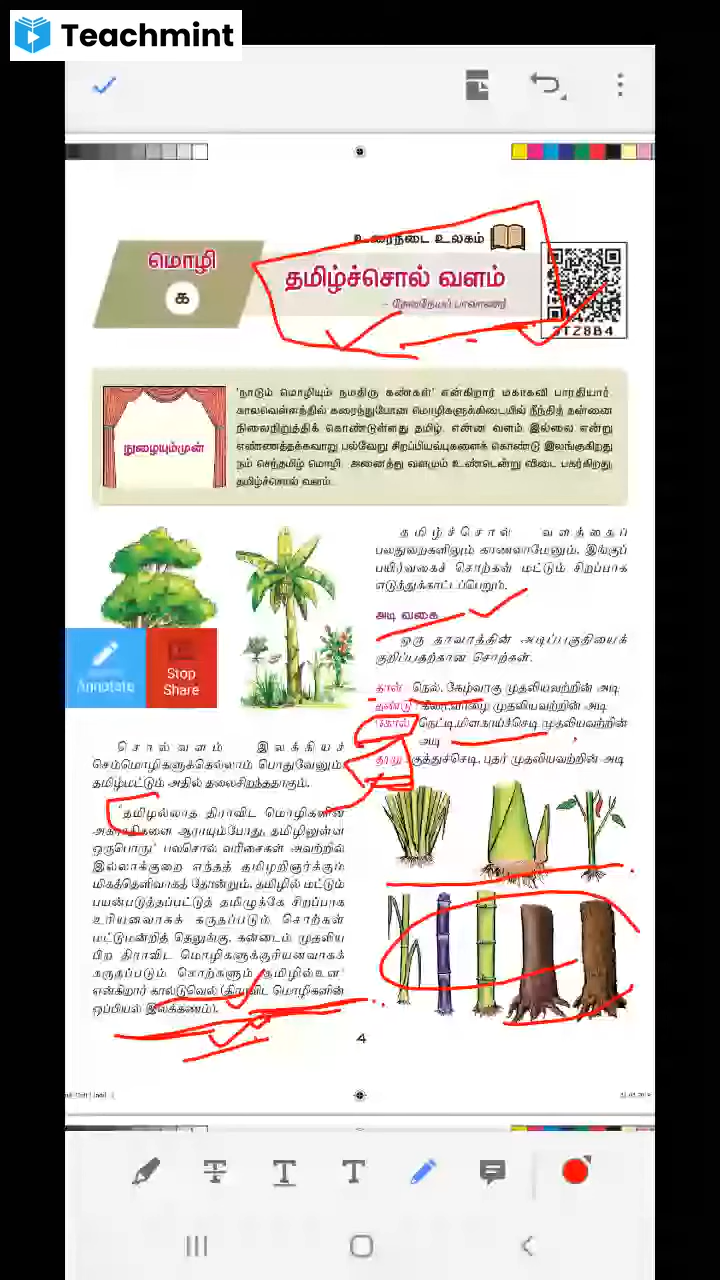 Teachmint
உரைநடை உலகம்
மொழி
க
தமிழ்ச்சொல் வளம்
– தேவநேயப் பாவாணர்
3TZ8B4
நுழையும்முன்
'நாடும் மொழியும் நமதிரு கண்கள்' என்கிறார் மகாகவி பாரதியார்.
காலவெள்ளத்தில் கரைந்துபோன மொழிகளுக்கிடையில் நீந்தித் தன்னை
நிலைநிறுத்திக் கொண்டுள்ளது தமிழ். என்ன வளம் இல்லை என்று
எண்ணத்தக்கவாறு பல்வேறு சிறப்பியல்புகளைக் கொண்டு இலங்குகிறது
நம் செந்தமிழ் மொழி. அனைத்து வளமும் உண்டென்று விடை பகர்கிறது,
தமிழ்ச்சொல் வளம்.
Annotate
Stop
Share
சொல்வளம் இலக்கியச்
செம்மொழிகளுக்கெல்லாம் பொதுவேனும்
தமிழ்மட்டும் அதில் தலைசிறந்ததாகும்.
"தமிழல்லாத திராவிட மொழிகளின்
அகராதிகளை ஆராயும்போது, தமிழிலுள்ள
ஒருபொருட் பலசொல் வரிசைகள் அவற்றில்
இல்லாக்குறை எந்தத் தமிழறிஞர்க்கும்
மிகத்தெளிவாகத் தோன்றும். தமிழில் மட்டும்
பயன்படுத்தப்பட்டுத் தமிழுக்கே சிறப்பாக
உரியனவாகக் கருதப்படும் சொற்கள்
மட்டுமன்றித் தெலுங்கு, கன்னடம் முதலிய
பிற திராவிட மொழிகளுக்குரியனவாகக்
கருதப்படும் சொற்களும் தமிழில்உள"
என்கிறார் கால்டுவெல் (திராவிட மொழிகளின்
ஒப்பியல் இலக்கணம்).
தமிழ்ச்சொல் வளத்தைப்
பலதுறைகளிலும் காணலாமேனும், இங்குப்
பயிர்வகைச் சொற்கள் மட்டும் சிறப்பாக
எடுத்துக்காட்டப்பெறும்.
அடி வகை
ஒரு தாவரத்தின் அடிப்பகுதியைக்
குறிப்பதற்கான சொற்கள்.
தாள் நெல், கேழ்வரகு முதலியவற்றின் அடி
தண்டு கீரை,வாழை முதலியவற்றின் அடி
கோல் நெட்டி,மிளகாய்ச்செடி முதலியவற்றின்
அடி
தூறு குத்துச்செடி, புதர் முதலியவற்றின் அடி
4